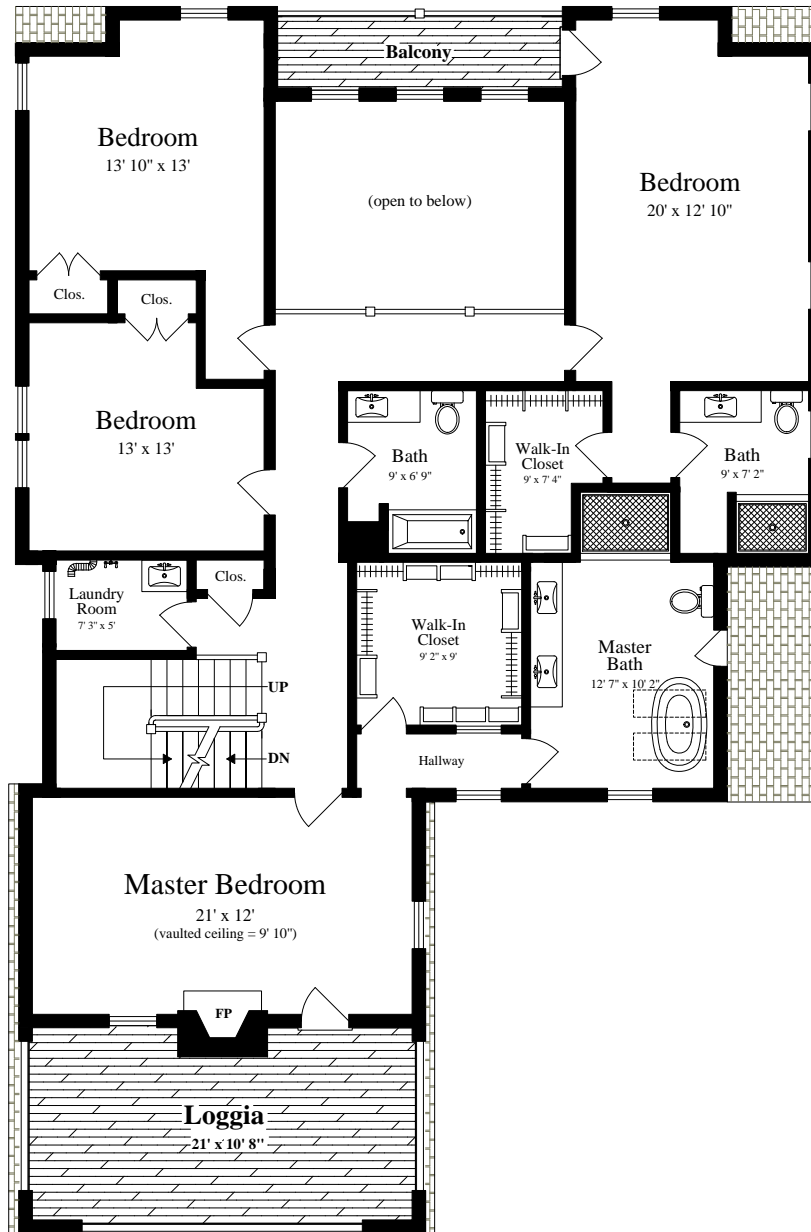 Balcony
Bedroom
13' 10" x 13'
(open to below)
Bedroom
20' x 12' 10"
Clos.
Clos.
Bedroom
13' x 13'
Bath
9' x 6' 9"
Walk-In
Closet
9' x 7' 4"
Bath
9' x 7' 2"
Clos.
Laundry
Room
7' 3" x 5'
Walk-In
Closet
9' 2" x 9'
Master
Bath
12' 7" x 10' 2"
UP
DN
Hallway
Master Bedroom
21' x 12'
(vaulted ceiling = 9' 10")
FP
Loggia
21' x 10' 8"